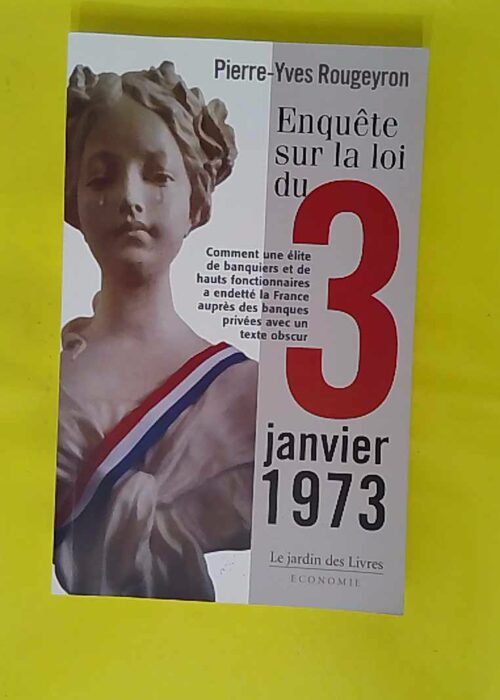 Pierre-Yves Rougeyron
Enquête
sur la loi
du
3
Comment une élite
de banquiers et de
hauts fonctionnaires
a endetté la France
auprès des banques
privées avec un
texte obscur
janvier
1973
Le jardin des Livres
ECONOMIE